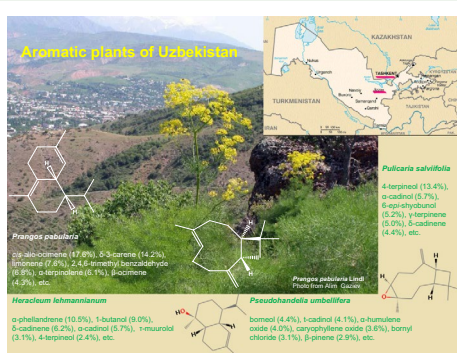 Aromatic plants of Uzbekistan
KAZAKHSTAN
TASHKENT
TURKMENISTAN
Pulicaria salviifolia
4-terpineol (13.4%),
α-cadinol (5.7%),
6-epi-shyobunol
(5.2%), γ-terpinene
(5.0%), δ-cadinene
(4.4%), etc.
Prangos pabularia
cis-allo-ocimene (17.6%), δ-3-carene (14.2%),
limonene (7.6%), 2,4,6-trimethyl benzaldehyde
(6.8%), α-terpinolene (6.1%), β-ocimene
(4.3%), etc.
Prangos pabularia Lindl
Photo from Alim Gaziev
Heracleum lehmannianum
α-phellandrene (10.5%), 1-butanol (9.0%),
δ-cadinene (6.2%), α-cadinol (5.7%), τ-muurolol
(3.1%), 4-terpineol (2.4%), etc.
Pseudohandelia umbellifera
borneol (4.4%), t-cadinol (4.1%), α-humulene
oxide (4.0%), caryophyllene oxide (3.6%), bornyl
chloride (3.1%), β-pinene (2.9%), etc.
H
H
H
H
HO
H
H
H
H
O